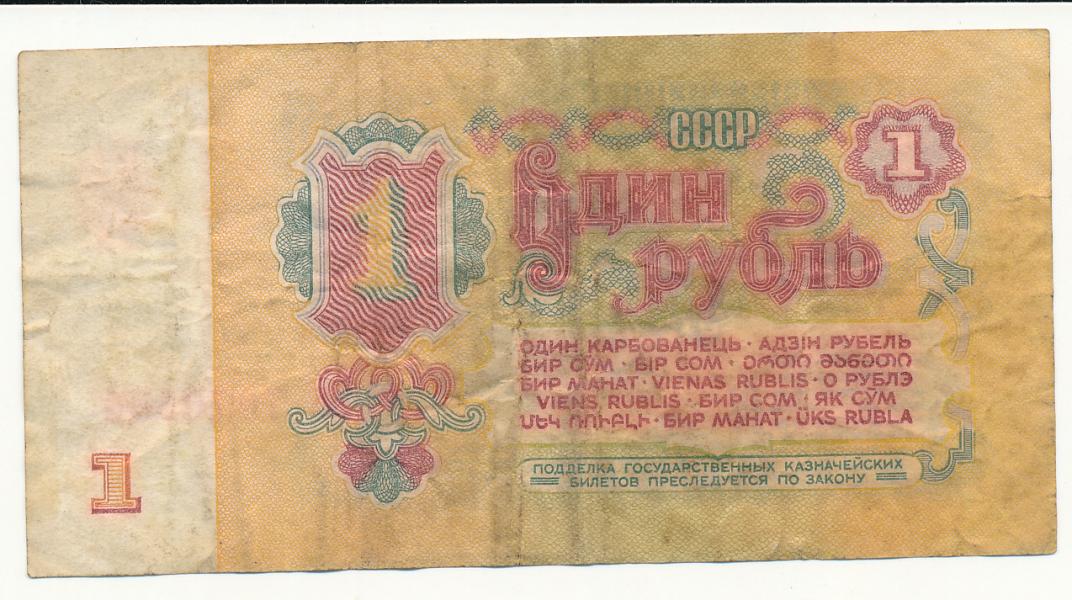 СССР
1
1
Один
рубль
ОДИН КАРБОВАНЕЦЬ · АДЗІН РУБЕЛЬ
БИР СЎМ · БІР СОМ · ᲔᲠᲗᲘ ᲛᲐᲜᲔᲗᲘ
БИР МАНАТ · VIENAS RUBLIS · О РУБЛЭ
VIENS RUBLIS · БИР СОМ · ЯК СЎМ
ՄԵԿ ՌՈՒԲԼԻ · БИР МАНАТ · ÜKS RUBLA
ПОДДЕЛКА ГОСУДАРСТВЕННЫХ КАЗНАЧЕЙСКИХ
БИЛЕТОВ ПРЕСЛЕДУЕТСЯ ПО ЗАКОНУ
1